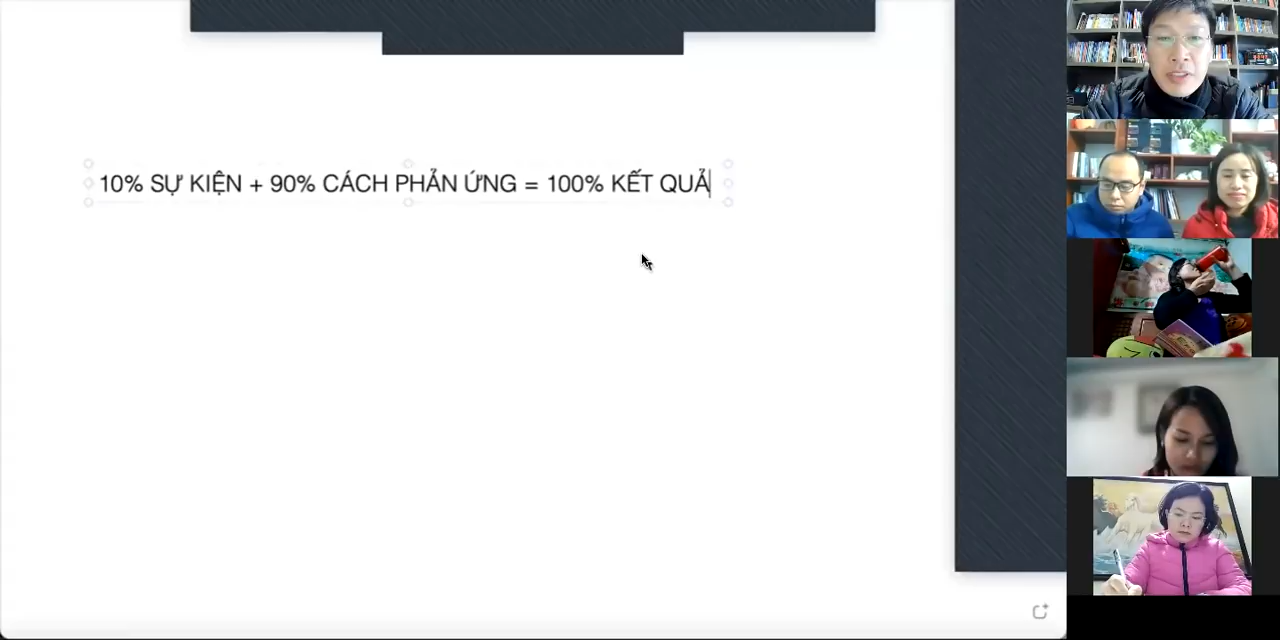 10% SỰ KIỆN + 90% CÁCH PHẢN ỨNG = 100% KẾT QUẢ